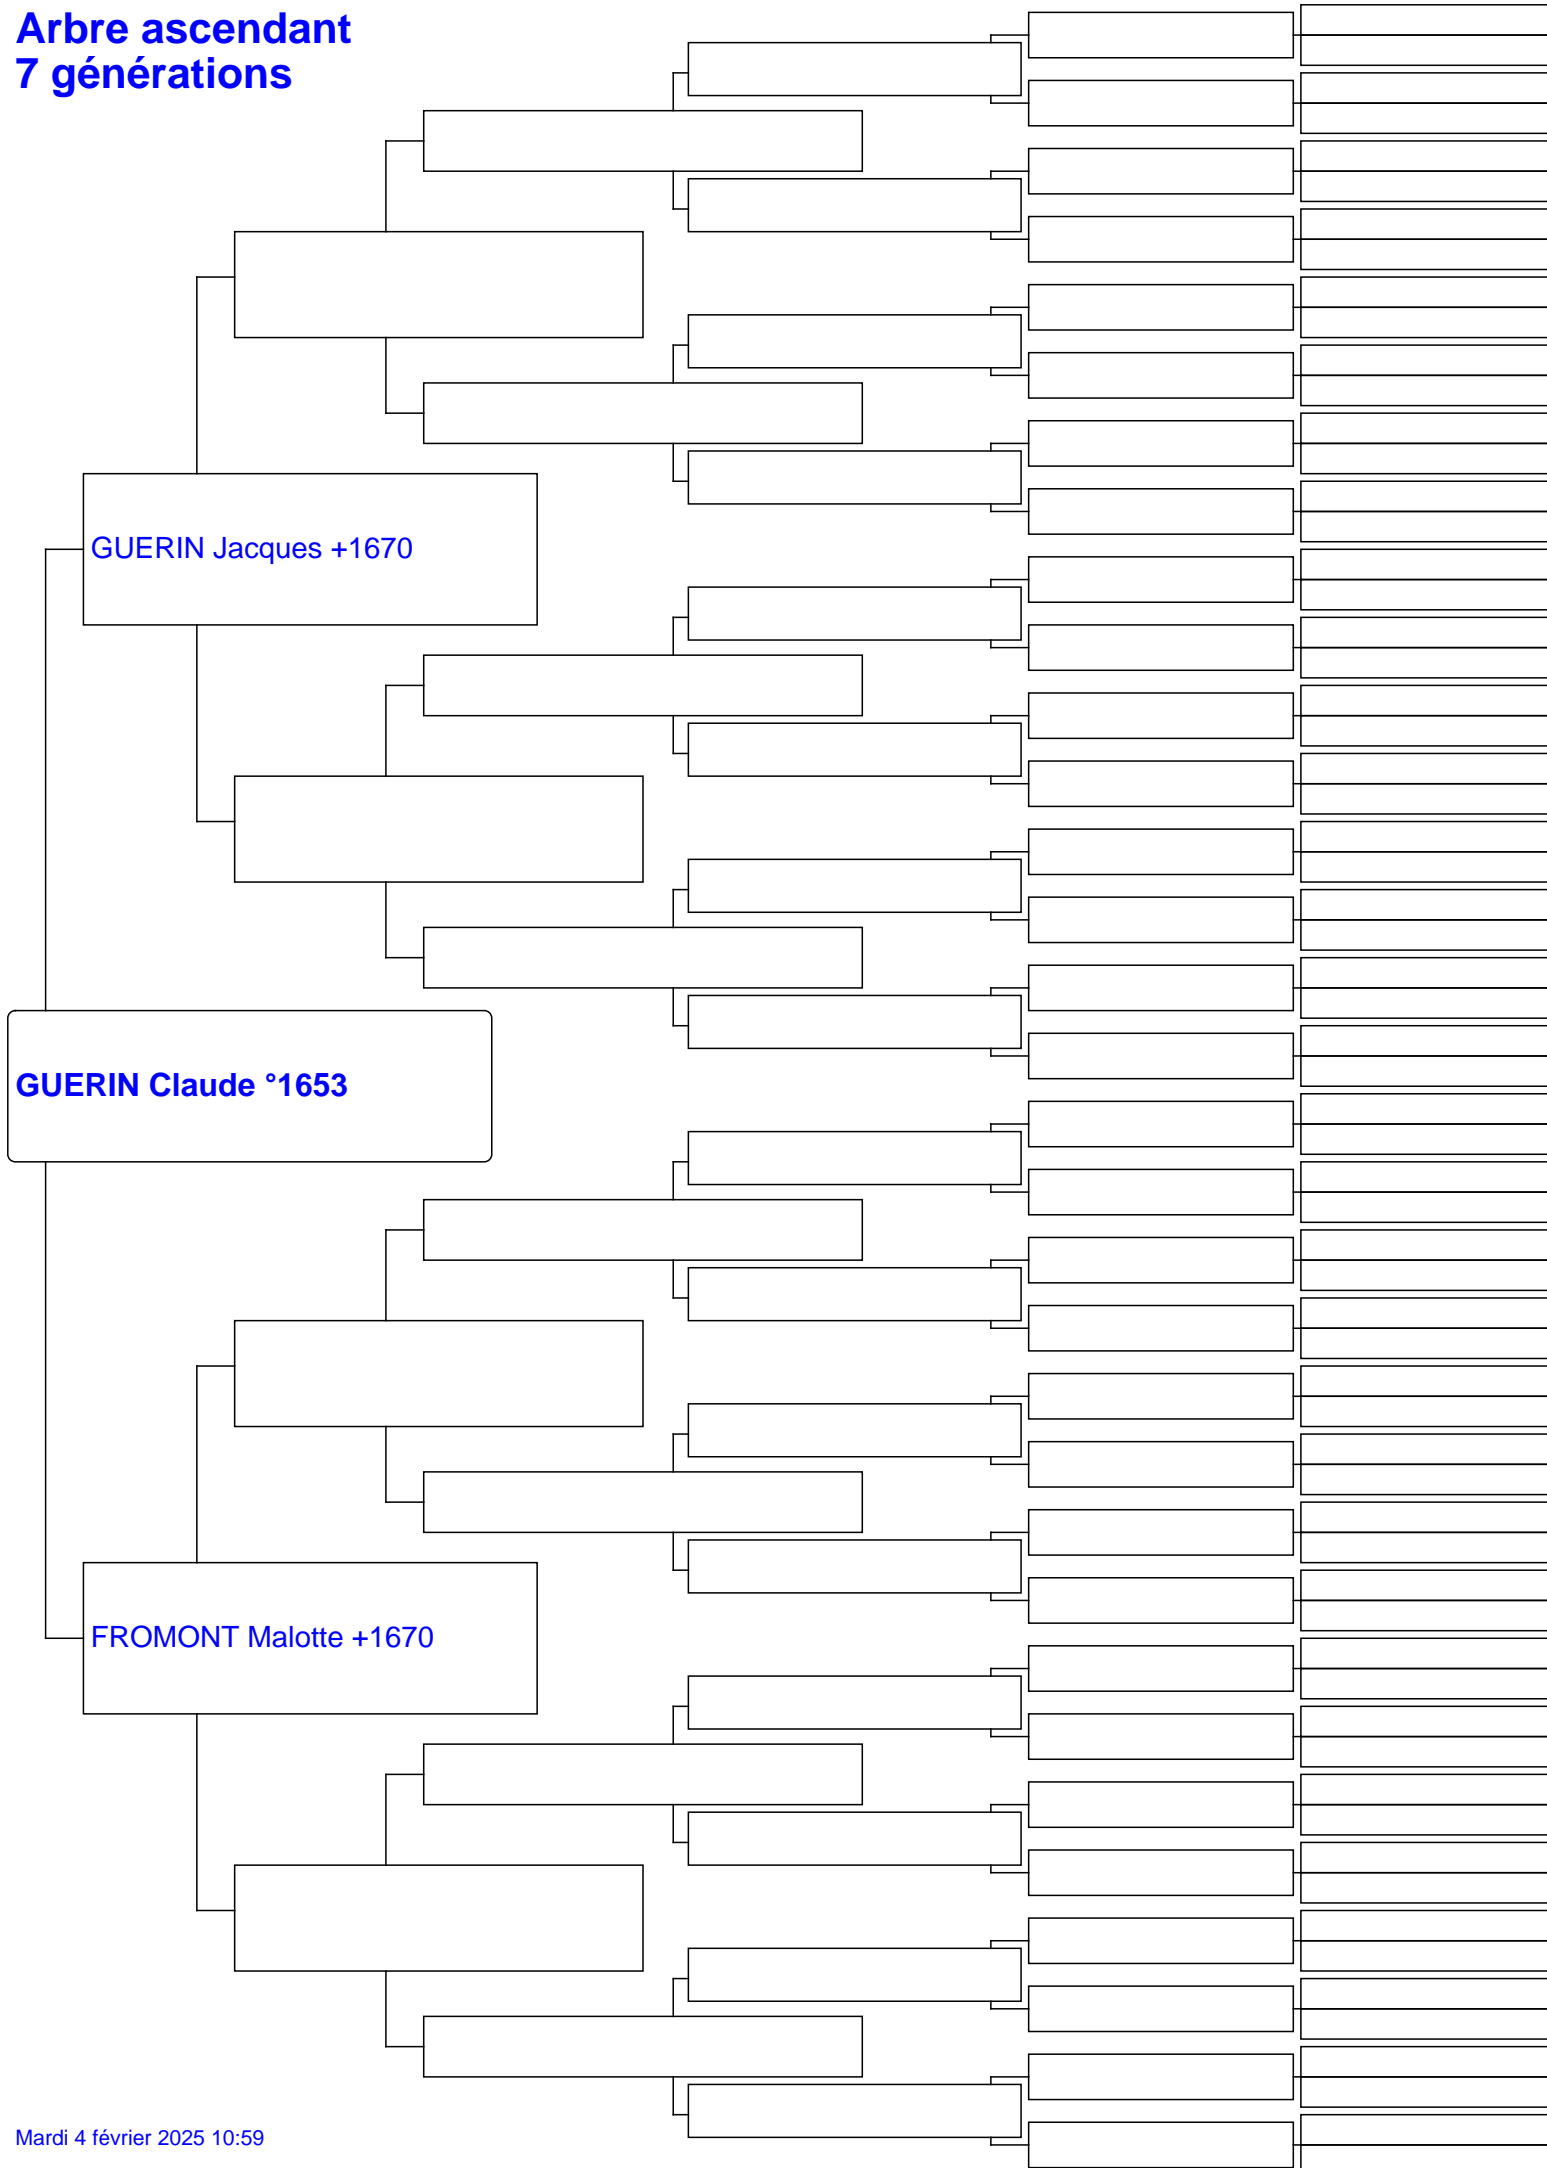 Arbre ascendant
7 générations
GUERIN Jacques +1670
GUERIN Claude °1653
FROMONT Malotte +1670
Mardi 4 février 2025 10:59